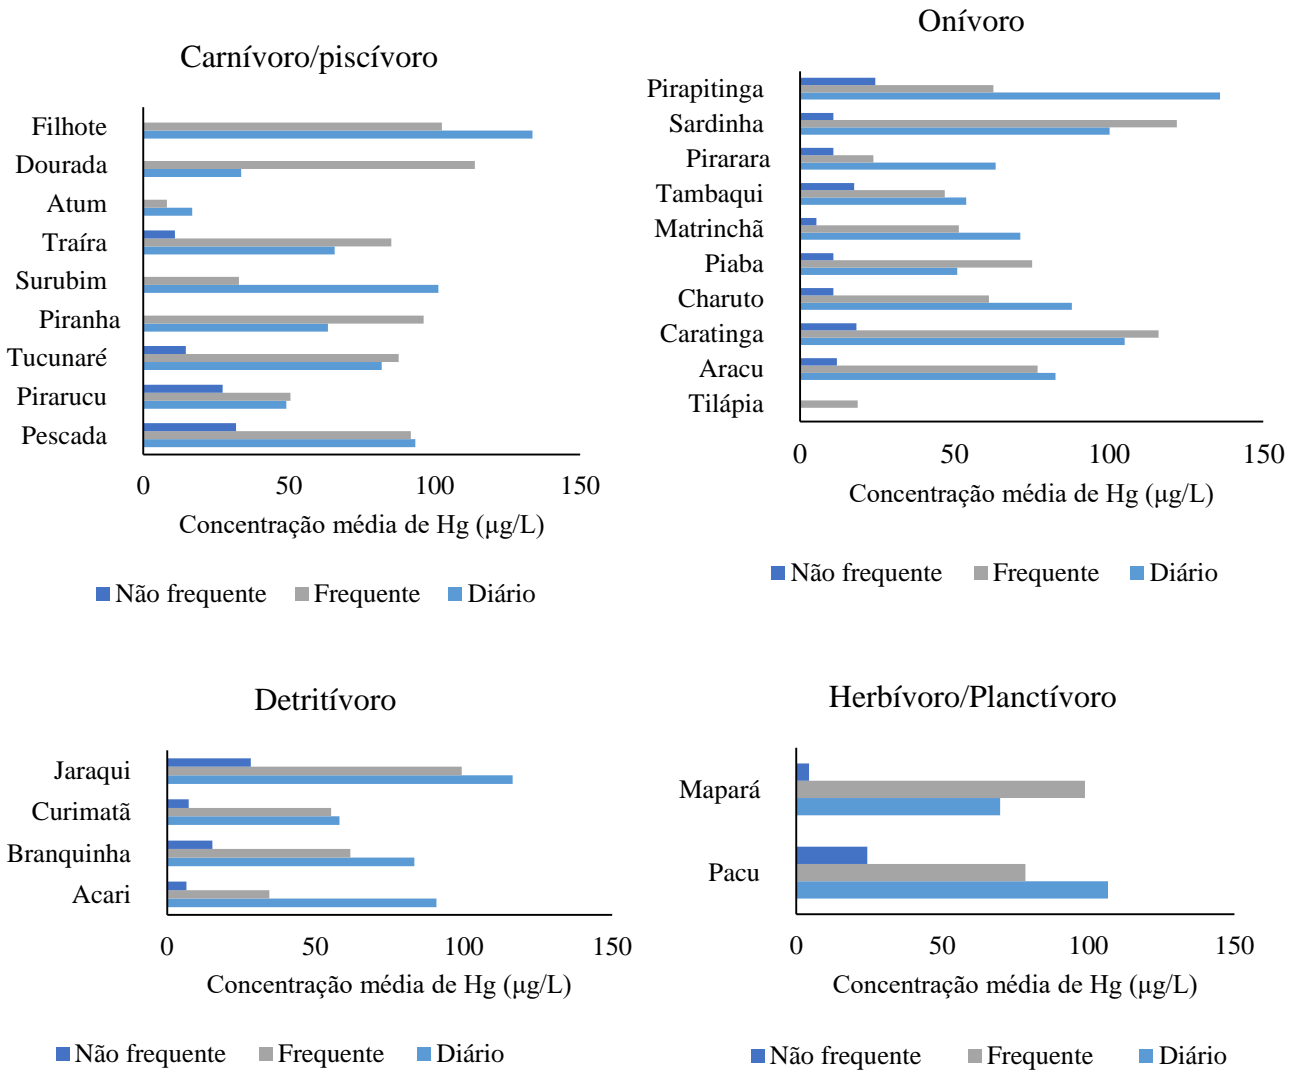 Carnívoro/piscívoro
Filhote
Dourada
Atum
Traíra
Surubim
Piranha
Tucunaré
Pirarucu
Pescada
0 50 100 150
Concentração média de Hg (µg/L)
Não frequente Frequente Diário
Onívoro
Pirapitinga
Sardinha
Pirarara
Tambaqui
Matrinchã
Piaba
Charuto
Caratinga
Aracu
Tilápia
0 50 100 150
Concentração média de Hg (µg/L)
Não frequente Frequente Diário
Detritívoro
Jaraqui
Curimatã
Branquinha
Acari
0 50 100 150
Concentração média de Hg (µg/L)
Não frequente Frequente Diário
Herbívoro/Planctívoro
Mapará
Pacu
0 50 100 150
Concentração média de Hg (µg/L)
Não frequente Frequente Diário